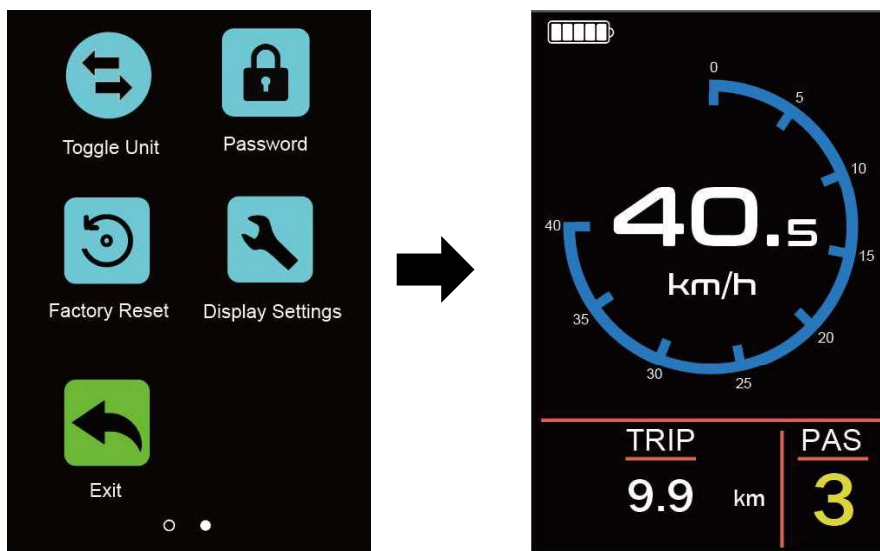 Toggle Unit
Password
Factory Reset
Display Settings
Exit
0
5
10
15
20
25
30
35
40
40.5
km/h
TRIP
PAS
9.9 km
3